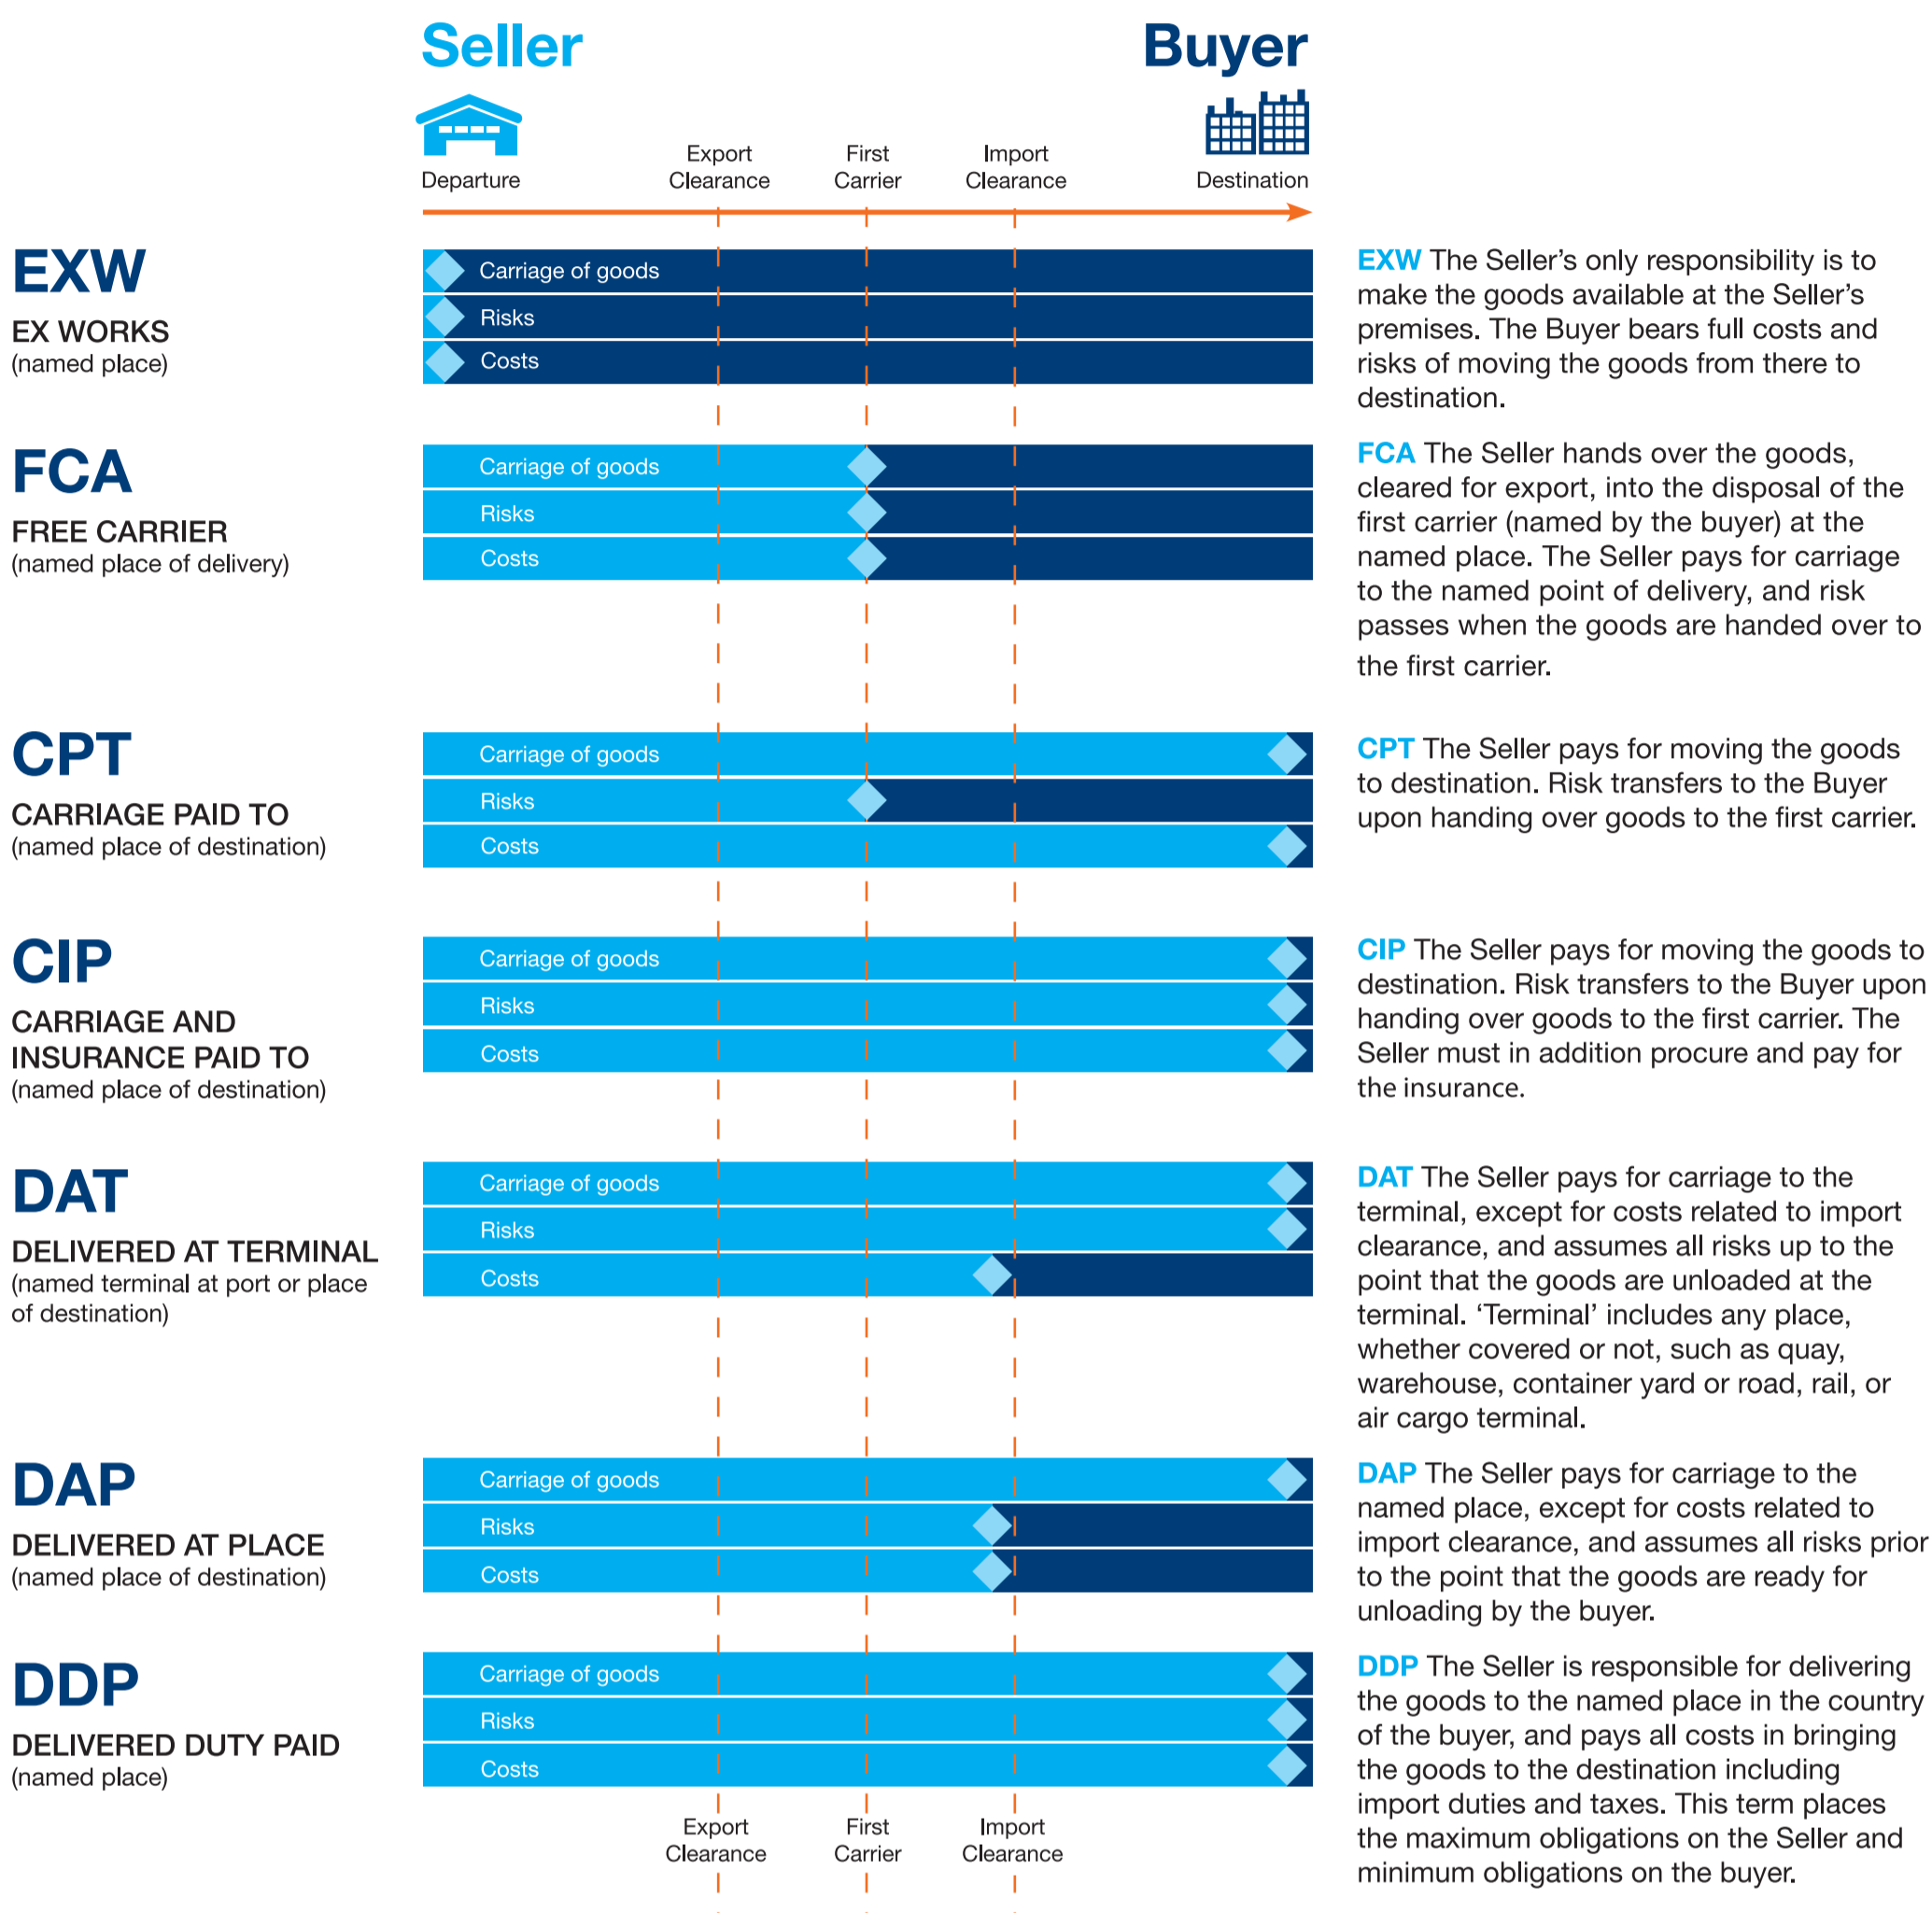 Seller
Buyer
Departure
Export
Clearance
First
Carrier
Import
Clearance
Destination
EXW
EX WORKS
(named place)
Carriage of goods
Risks
Costs
EXW The Seller's only responsibility is to
make the goods available at the Seller's
premises. The Buyer bears full costs and
risks of moving the goods from there to
destination.
FCA
FREE CARRIER
(named place of delivery)
Carriage of goods
Risks
Costs
FCA The Seller hands over the goods,
cleared for export, into the disposal of the
first carrier (named by the buyer) at the
named place. The Seller pays for carriage
to the named point of delivery, and risk
passes when the goods are handed over to
the first carrier.
CPT
CARRIAGE PAID TO
(named place of destination)
Carriage of goods
Risks
Costs
CPT The Seller pays for moving the goods
to destination. Risk transfers to the Buyer
upon handing over goods to the first carrier.
CIP
CARRIAGE AND
INSURANCE PAID TO
(named place of destination)
Carriage of goods
Risks
Costs
CIP The Seller pays for moving the goods to
destination. Risk transfers to the Buyer upon
handing over goods to the first carrier. The
Seller must in addition procure and pay for
the insurance.
DAT
DELIVERED AT TERMINAL
(named terminal at port or place
of destination)
Carriage of goods
Risks
Costs
DAT The Seller pays for carriage to the
terminal, except for costs related to import
clearance, and assumes all risks up to the
point that the goods are unloaded at the
terminal. ‘Terminal’ includes any place,
whether covered or not, such as quay,
warehouse, container yard or road, rail, or
air cargo terminal.
DAP
DELIVERED AT PLACE
(named place of destination)
Carriage of goods
Risks
Costs
DAP The Seller pays for carriage to the
named place, except for costs related to
import clearance, and assumes all risks prior
to the point that the goods are ready for
unloading by the buyer.
DDP
DELIVERED DUTY PAID
(named place)
Carriage of goods
Risks
Costs
DDP The Seller is responsible for delivering
the goods to the named place in the country
of the buyer, and pays all costs in bringing
the goods to the destination including
import duties and taxes. This term places
the maximum obligations on the Seller and
minimum obligations on the buyer.
Export
Clearance
First
Carrier
Import
Clearance